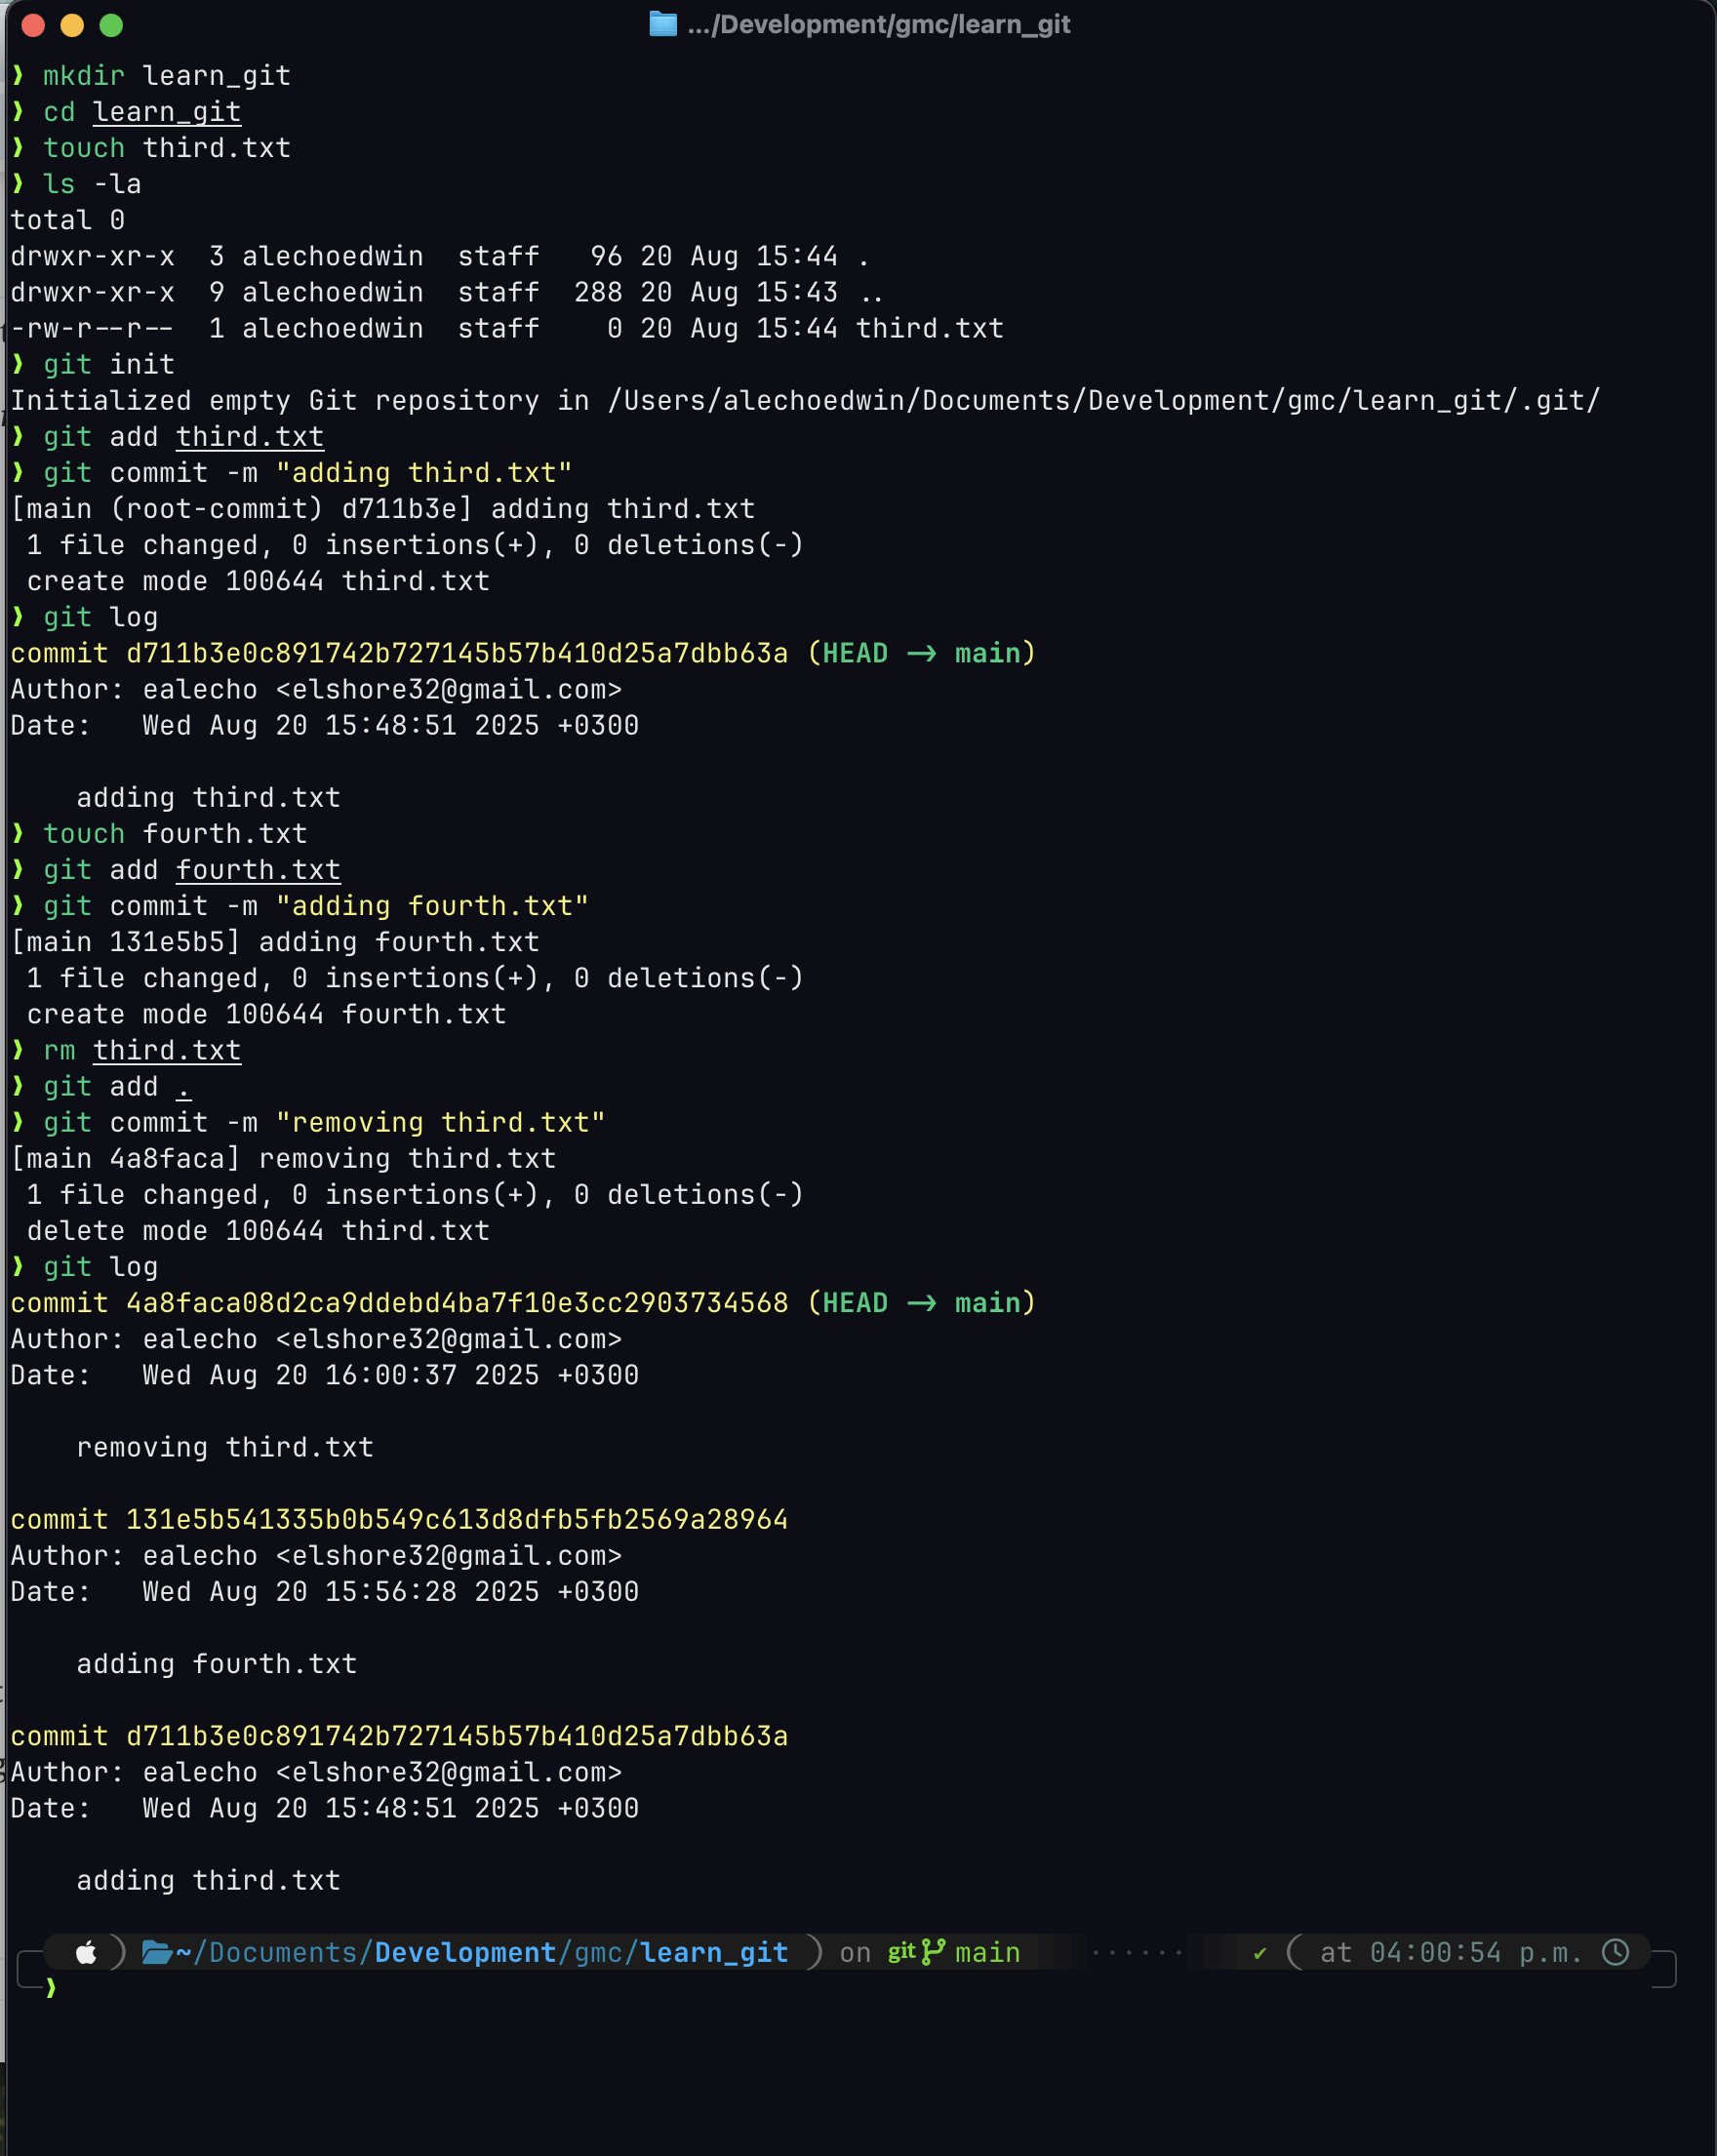 .../Development/gmc/learn_git
❯ mkdir learn_git
❯ cd learn_git
❯ touch third.txt
❯ ls -la
total 0
drwxr-xr-x  3 alechoedwin  staff   96 20 Aug 15:44 .
drwxr-xr-x  9 alechoedwin  staff  288 20 Aug 15:43 ..
-rw-r--r--  1 alechoedwin  staff    0 20 Aug 15:44 third.txt
❯ git init
Initialized empty Git repository in /Users/alechoedwin/Documents/Development/gmc/learn_git/.git/
❯ git add third.txt
❯ git commit -m "adding third.txt"
[main (root-commit) d711b3e] adding third.txt
 1 file changed, 0 insertions(+), 0 deletions(-)
 create mode 100644 third.txt
❯ git log
commit d711b3e0c891742b727145b57b410d25a7dbb63a (HEAD -> main)
Author: ealecho <elshore32@gmail.com>
Date:   Wed Aug 20 15:48:51 2025 +0300

    adding third.txt
❯ touch fourth.txt
❯ git add fourth.txt
❯ git commit -m "adding fourth.txt"
[main 131e5b5] adding fourth.txt
 1 file changed, 0 insertions(+), 0 deletions(-)
 create mode 100644 fourth.txt
❯ rm third.txt
❯ git add .
❯ git commit -m "removing third.txt"
[main 4a8faca] removing third.txt
 1 file changed, 0 insertions(+), 0 deletions(-)
 delete mode 100644 third.txt
❯ git log
commit 4a8faca08d2ca9ddebd4ba7f10e3cc2903734568 (HEAD -> main)
Author: ealecho <elshore32@gmail.com>
Date:   Wed Aug 20 16:00:37 2025 +0300

    removing third.txt

commit 131e5b541335b0b549c613d8dfb5fb2569a28964
Author: ealecho <elshore32@gmail.com>
Date:   Wed Aug 20 15:56:28 2025 +0300

    adding fourth.txt

commit d711b3e0c891742b727145b57b410d25a7dbb63a
Author: ealecho <elshore32@gmail.com>
Date:   Wed Aug 20 15:48:51 2025 +0300

    adding third.txt

~/Documents/Development/gmc/learn_git ) on git main ······ ✔ ( at 04:00:54 p.m.
❯